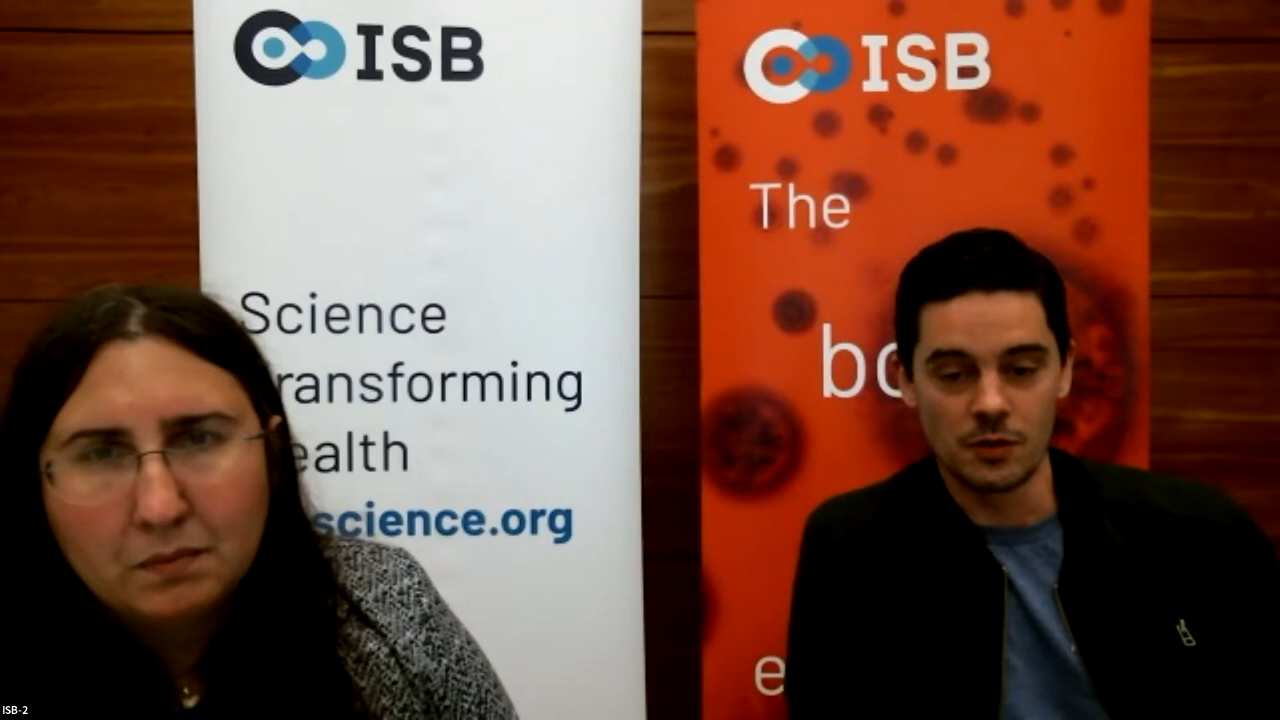 ISB
Science
ransforming
ealth
science.org
ISB
The
bo
e
ISB-2